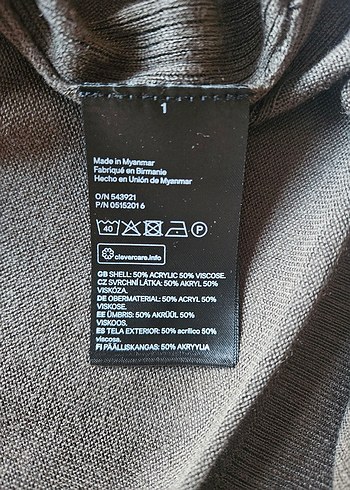 1
Made in Myanmar
Fabriqué en Birmanie
Hecho en Unión de Myanmar
O/N 543921
P/N 05152016
40 P
clevercare.info
GB SHELL: 50% ACRYLIC 50% VISCOSE.
CZ SVRCHNÍ LÁTKA: 50% AKRYL 50%
VISKÓZA.
DE OBERMATERIAL: 50% ACRYL 50%
VISKOSE.
EE ÜMBRIS: 50% AKRÜÜL 50%
VISKOOS.
ES TELA EXTERIOR: 50% acrílico 50%
viscosa.
FI PÄÄLLISKANGAS: 50% AKRYYLIA